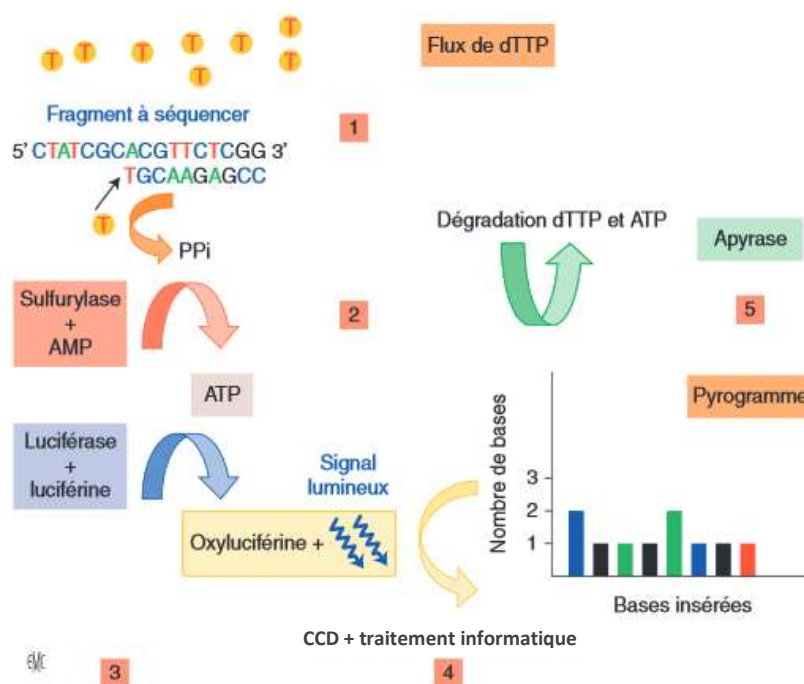 T T T T T T T T
Flux de dTTP
Fragment à séquencer
1
5' CTATCGCACGTTCTCGG 3'
TGCAAGAGCC
T
PPi
Dégradation dTTP et ATP
Apyrase
Sulfurylase
+
AMP
2
5
ATP
Pyrogramme
Luciférase
+
luciférine
Signal
lumineux
Oxyluciférine +
Nombre de bases
3
2
1
Bases insérées
CCD + traitement informatique
EMC
3
4